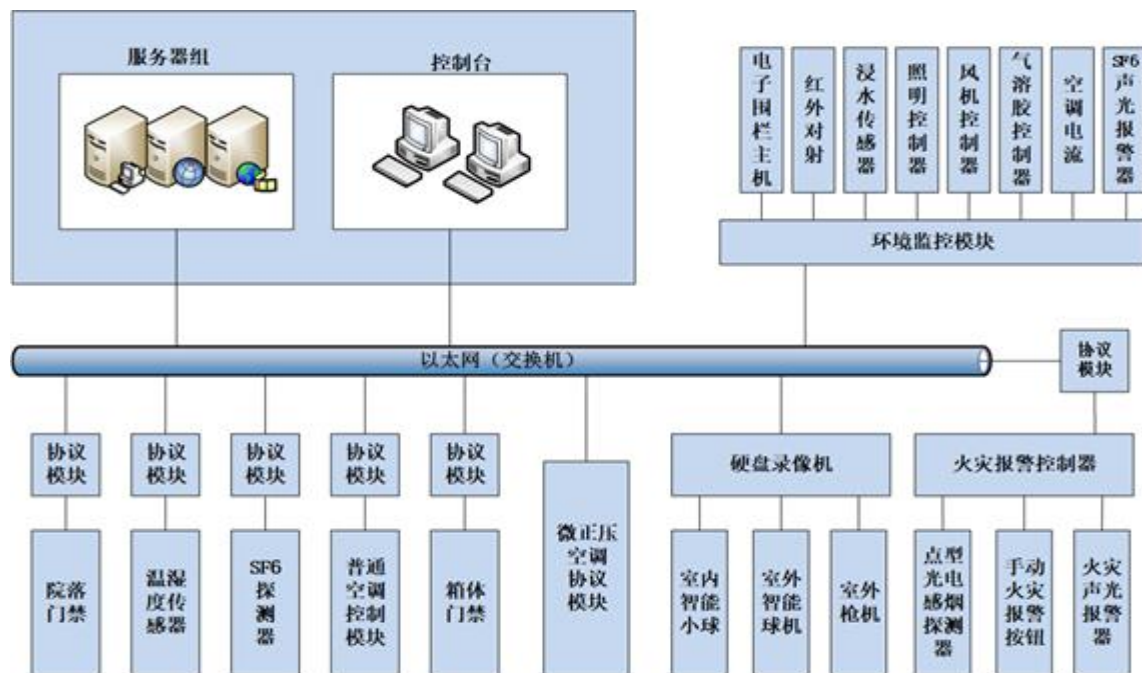 服务器组
控制台
电子围栏主机
红外对射
浸水传感器
照明控制器
风机控制器
气溶胶控制器
空调电流
SF6声光报警器
环境监控模块
以太网（交换机）
协议
模块
协议
模块
协议
模块
协议
模块
协议
模块
协议
模块
硬盘录像机
火灾报警控制器
院落
门禁
温湿
度传
感器
SF6
探
测
器
普通
空调
控制
模块
箱体
门禁
微正压
空调
协议
模块
室内
智能
小球
室外
智能
球机
室外
枪机
点型
光电
感烟
探测
器
手动
火灾
报警
按钮
火灾
声光
报警
器